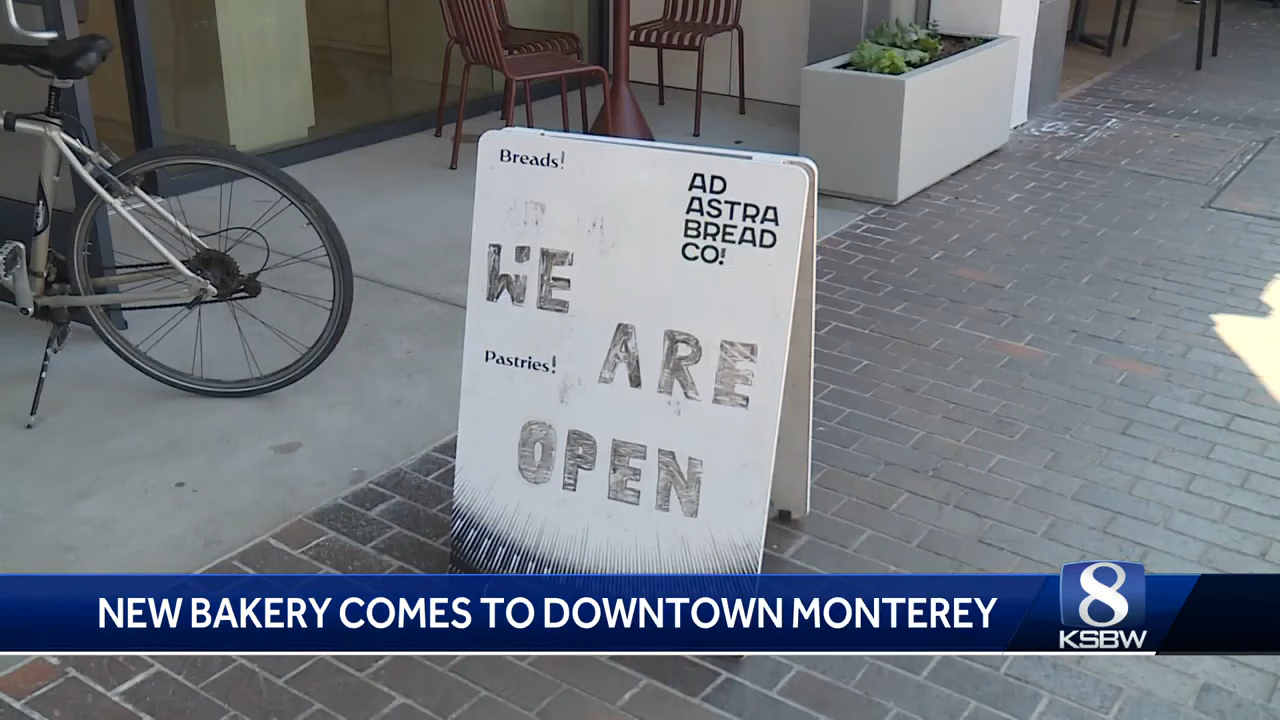 Breads!
AD
ASTRA
BREAD
CO!
WE
ARE
Pastries!
OPEN
NEW BAKERY COMES TO DOWNTOWN MONTEREY
8
KSBW